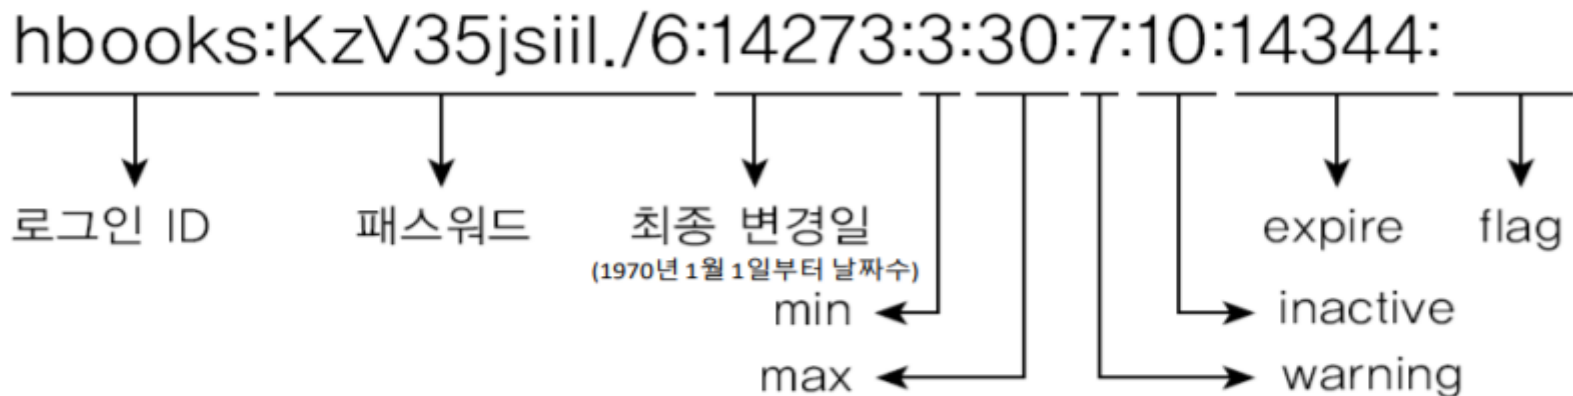 hbooks:KzV35jsiil./6:14273:3:30:7:10:14344:
로그인 ID 패스워드 최종 변경일 expire flag
(1970년 1월 1일부터 날짜수)
min inactive
max warning